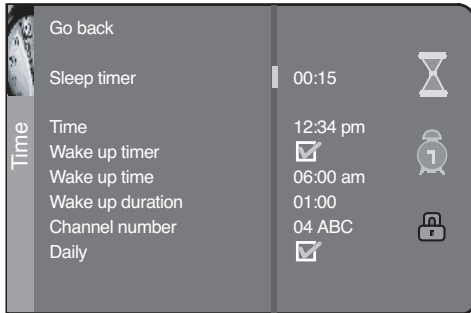 Go back
Sleep timer 00:15
Time 12:34 pm
Wake up timer
Wake up time 06:00 am
Wake up duration 01:00
Channel number 04 ABC
Daily
Time
1